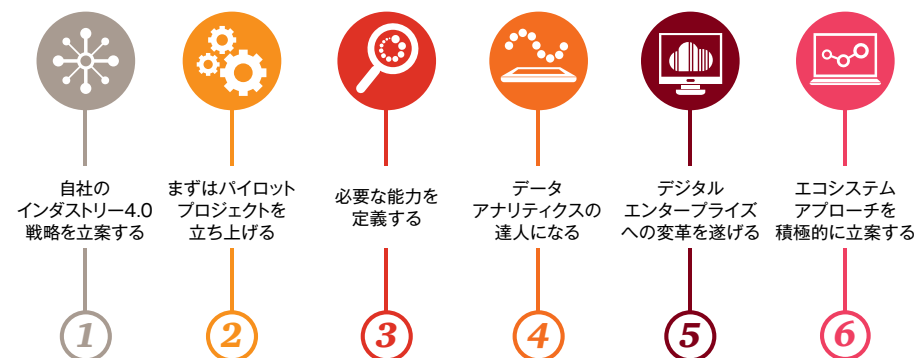 自社の
インダストリー4.0
戦略を立案する
まずはパイロット
プロジェクトを
立ち上げる
必要な能力を
定義する
データ
アナリティクスの
達人になる
デジタル
エンタープライズ
への変革を遂げる
エコシステム
アプローチを
積極的に立案する
1
2
3
4
5
6